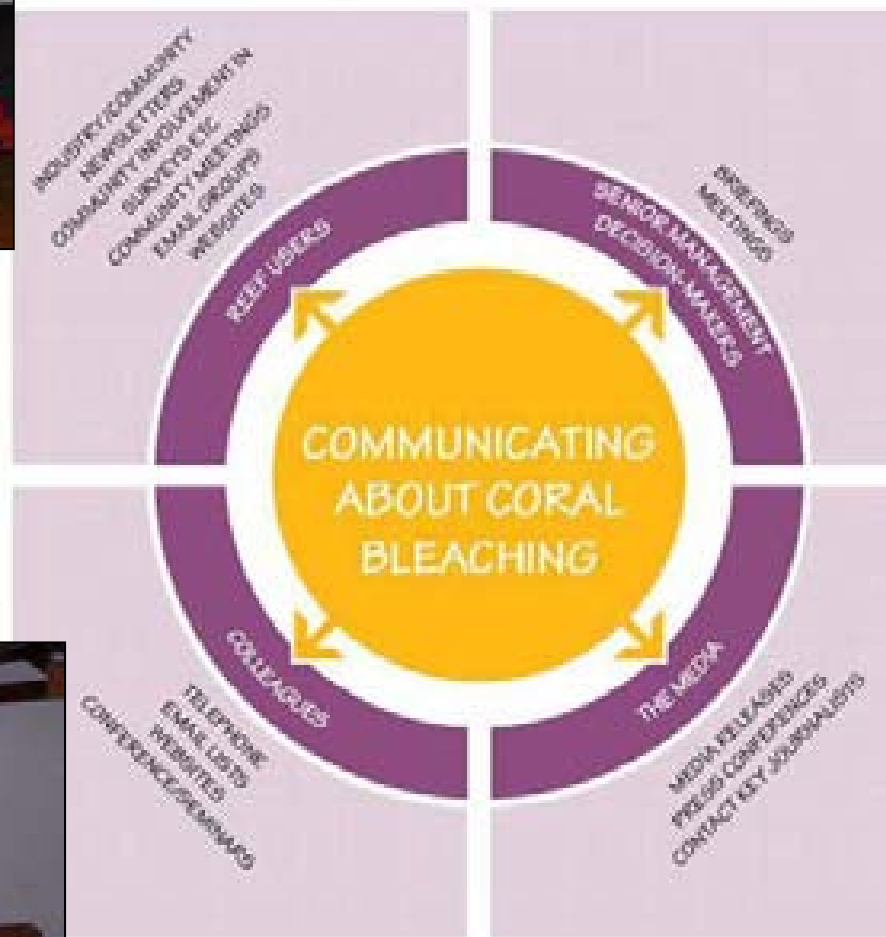 INDUSTRY/COMMUNITY
NEWSLETTERS
COMMUNITY INVOLVEMENT IN
SURVEYS ETC
COMMUNITY MEETINGS
EMAIL GROUPS
WEBSITES
REEF USERS
BRIEFINGS
MEETINGS
SENIOR MANAGEMENT
DECISION-MAKERS
COMMUNICATING
ABOUT CORAL
BLEACHING
COLLEAGUES
TELEPHONE
EMAIL LISTS
WEBSITES
CONFERENCE/SEMINARS
THE MEDIA
MEDIA RELEASES
PRESS CONFERENCES
CONTACT KEY JOURNALISTS